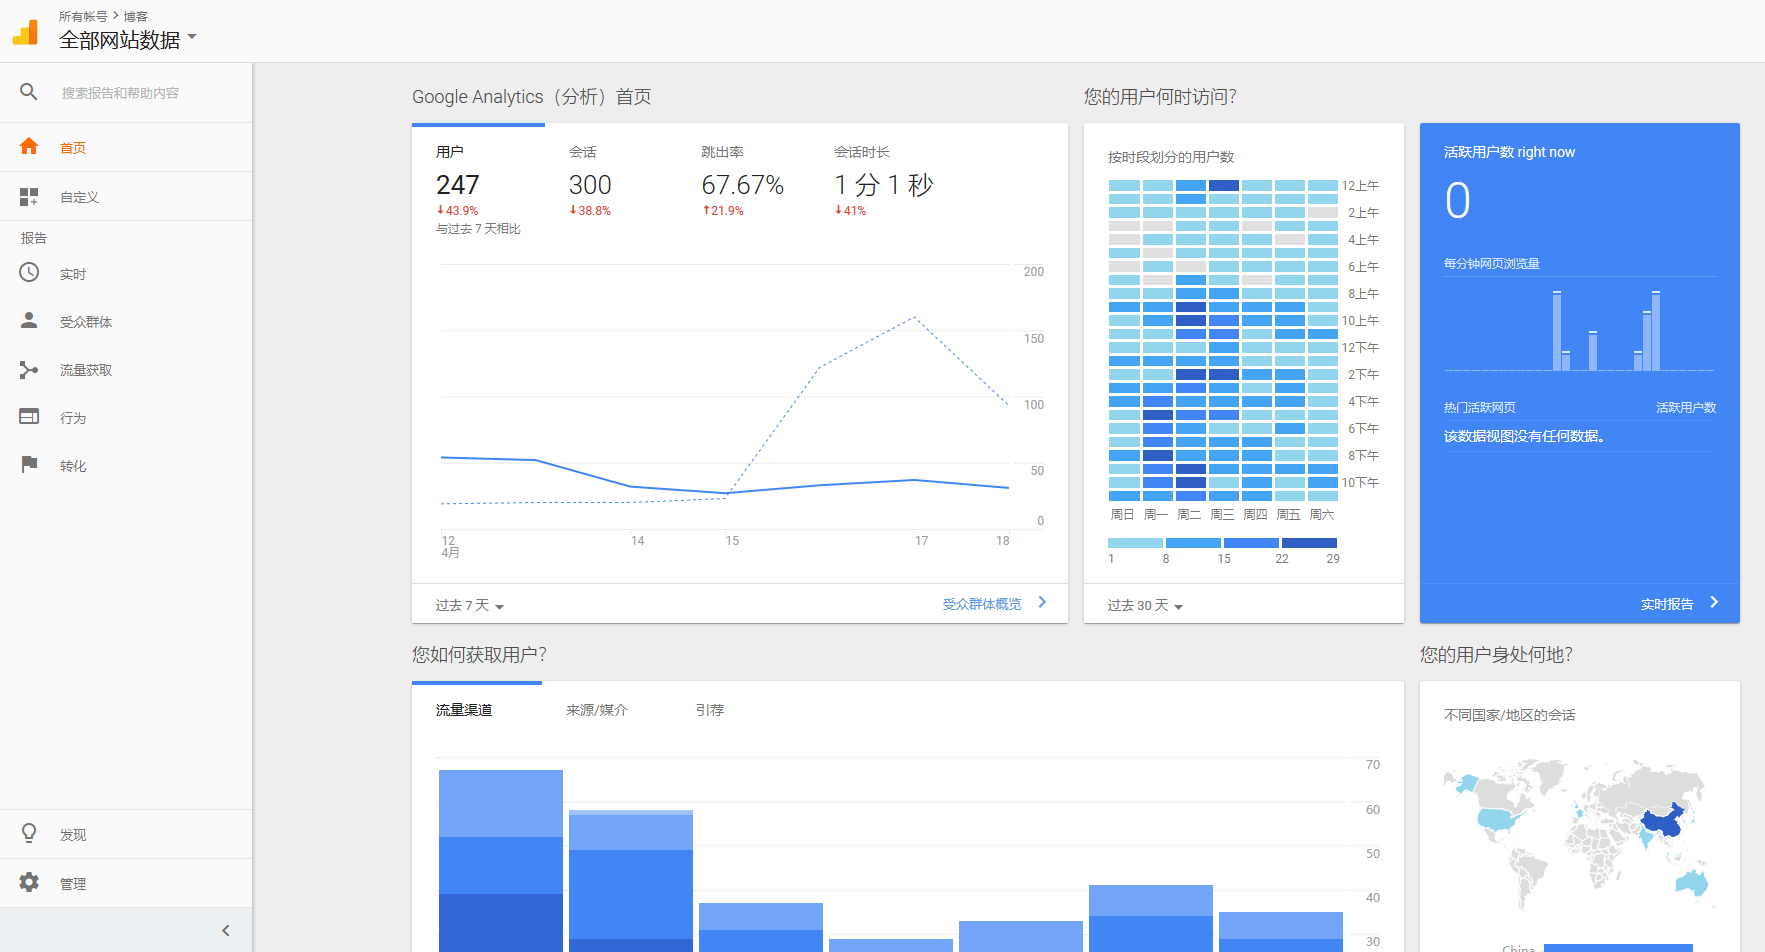 所有帐号 > 博客
全部网站数据
搜索报告和帮助内容
首页
自定义
报告
实时
受众群体
流量获取
行为
转化
发现
管理
Google Analytics（分析）首页
用户
247
43.9%
与过去 7 天相比
会话
300
38.8%
跳出率
67.67%
21.9%
会话时长
1 分 1 秒
41%
200
150
100
50
0
12
4月
14
15
17
18
过去 7 天
受众群体概览
您的用户何时访问?
按时段划分的用户数
12上午
2上午
4上午
6上午
8上午
10上午
12下午
2下午
4下午
6下午
8下午
10下午
周日 周一 周二 周三 周四 周五 周六
1 8 15 22 29
过去 30 天
活跃用户数 right now
0
每分钟网页浏览量
热门活跃网页 活跃用户数
该数据视图没有任何数据。
实时报告
您如何获取用户?
流量渠道 来源/媒介 引荐
70
60
50
40
30
您的用户身处何地?
不同国家/地区的会话
China